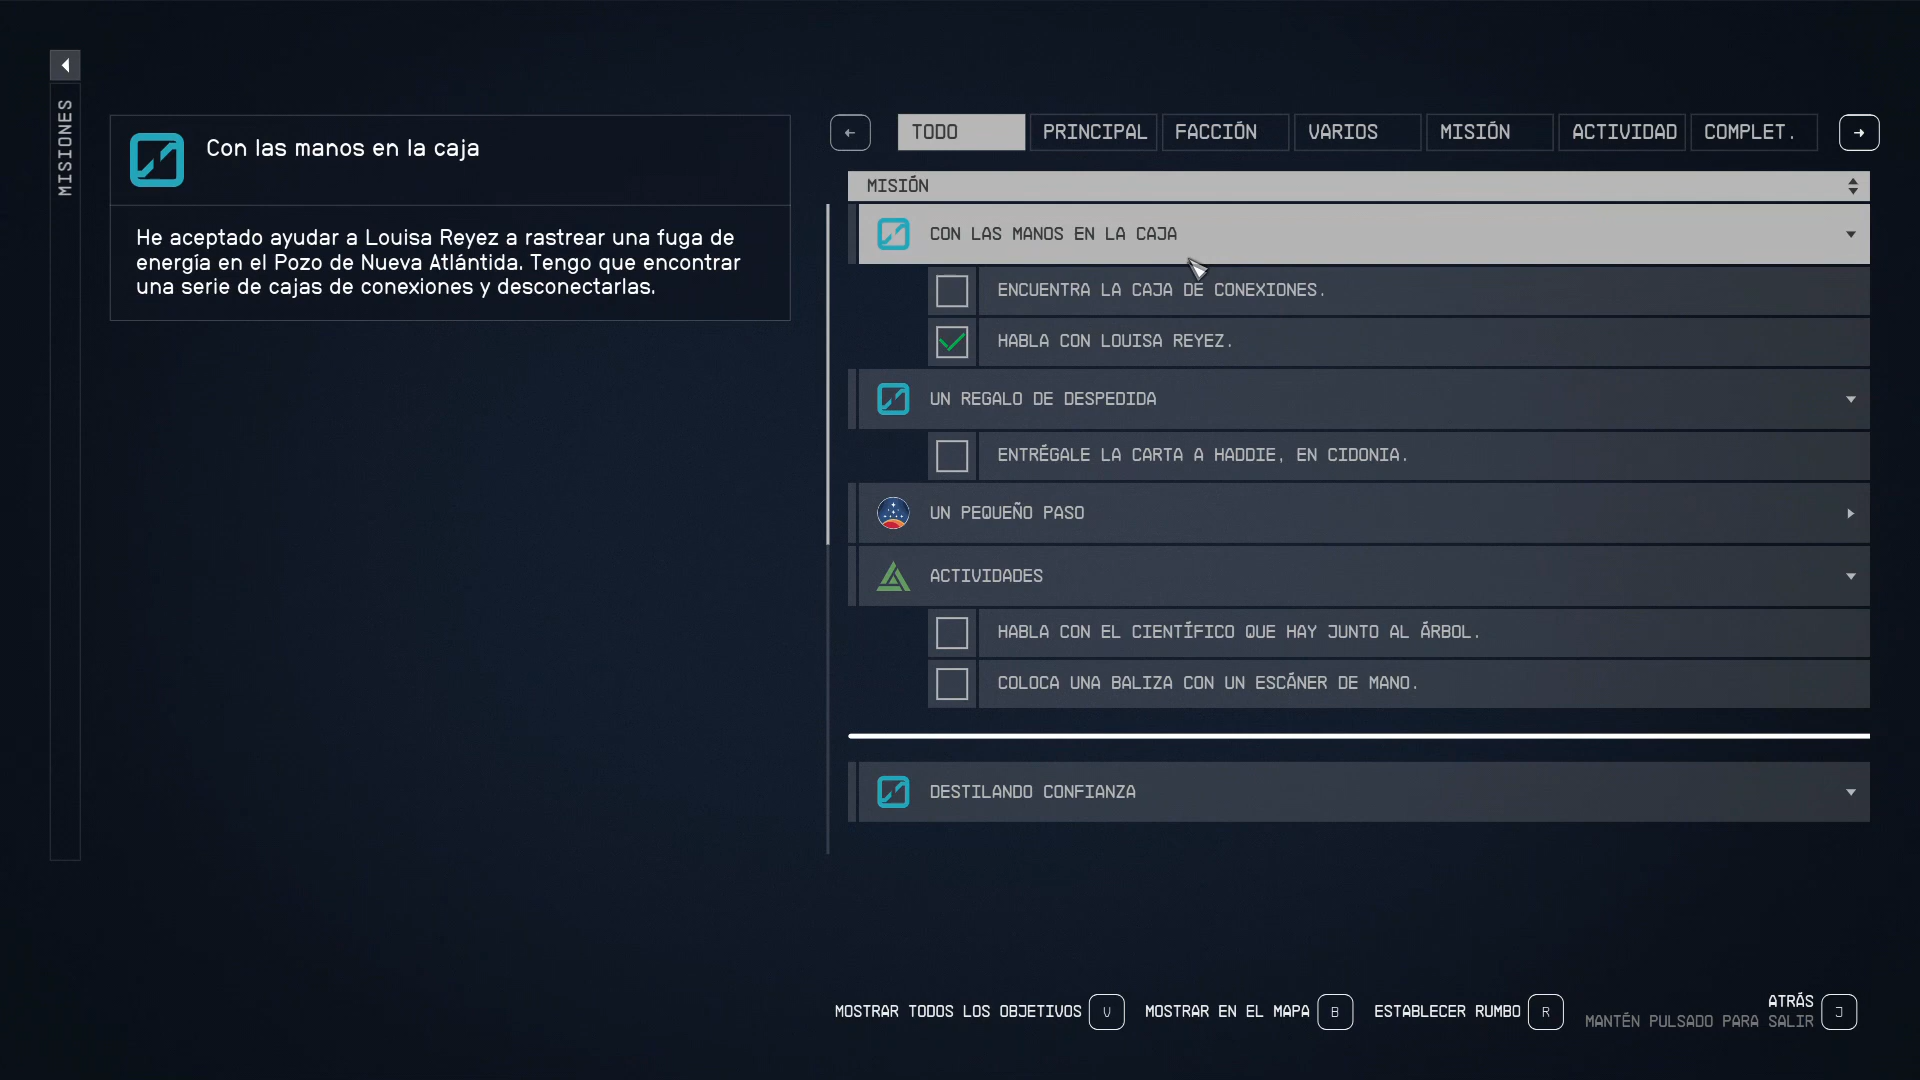 MISIONES
Con las manos en la caja
He aceptado ayudar a Louisa Reyez a rastrear una fuga de
energía en el Pozo de Nueva Atlántida. Tengo que encontrar
una serie de cajas de conexiones y desconectarlas.
TODO
PRINCIPAL
FACCIÓN
VARIOS
MISIÓN
ACTIVIDAD
COMPLET.
MISIÓN
CON LAS MANOS EN LA CAJA
ENCUENTRA LA CAJA DE CONEXIONES.
HABLA CON LOUISA REYEZ.
UN REGALO DE DESPEDIDA
ENTRÉGALE LA CARTA A HADDIE, EN CIDONIA.
UN PEQUEÑO PASO
ACTIVIDADES
HABLA CON EL CIENTÍFICO QUE HAY JUNTO AL ÁRBOL.
COLOCA UNA BALIZA CON UN ESCÁNER DE MANO.
DESTILANDO CONFIANZA
MOSTRAR TODOS LOS OBJETIVOS V
MOSTRAR EN EL MAPA B
ESTABLECER RUMBO R
ATRÁS
MANTÉN PULSADO PARA SALIR J